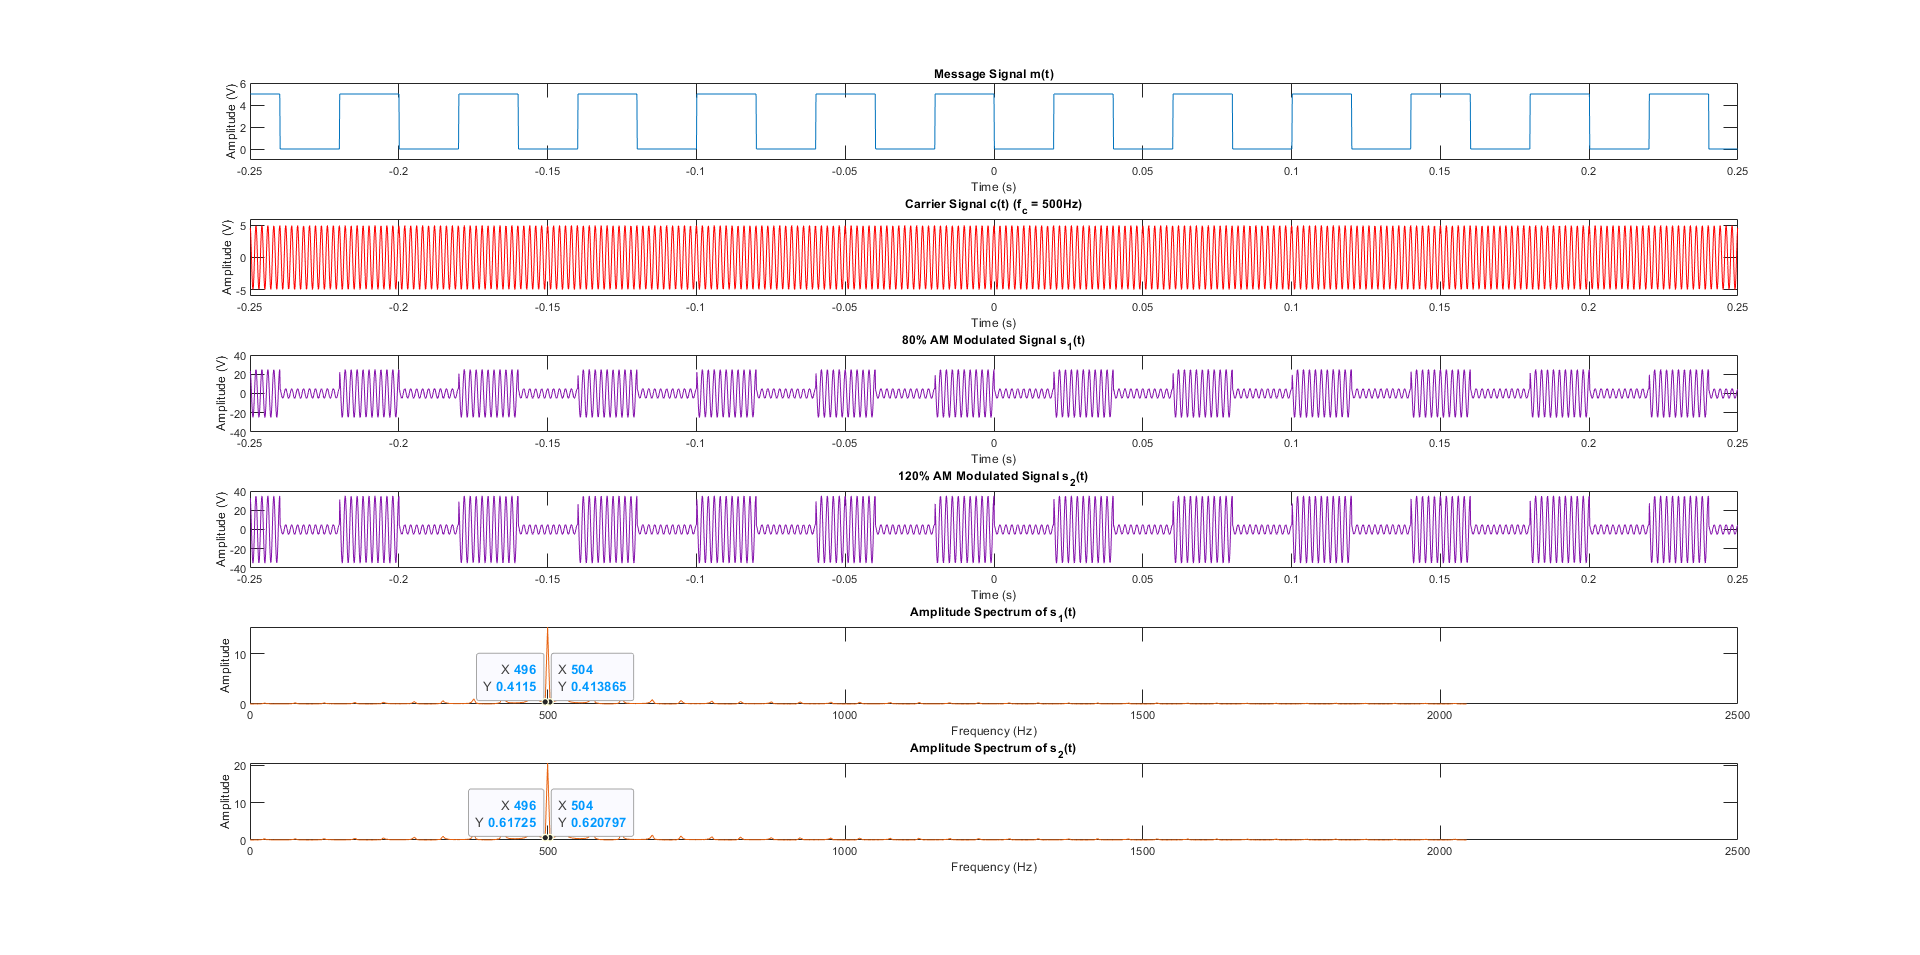 Message Signal m(t)
Amplitude (V)
6
4
2
0
-0.25 -0.2 -0.15 -0.1 -0.05 0 0.05 0.1 0.15 0.2 0.25
Time (s)
Carrier Signal c(t) (fc = 500Hz)
Amplitude (V)
5
0
-5
-0.25 -0.2 -0.15 -0.1 -0.05 0 0.05 0.1 0.15 0.2 0.25
Time (s)
80% AM Modulated Signal s1(t)
Amplitude (V)
40
20
0
-20
-40
-0.25 -0.2 -0.15 -0.1 -0.05 0 0.05 0.1 0.15 0.2 0.25
Time (s)
120% AM Modulated Signal s2(t)
Amplitude (V)
40
20
0
-20
-40
-0.25 -0.2 -0.15 -0.1 -0.05 0 0.05 0.1 0.15 0.2 0.25
Time (s)
Amplitude Spectrum of s1(t)
Amplitude
10
0
X 496
Y 0.4115
X 504
Y 0.413865
0 500 1000 1500 2000 2500
Frequency (Hz)
Amplitude Spectrum of s2(t)
Amplitude
20
10
0
X 496
Y 0.61725
X 504
Y 0.620797
0 500 1000 1500 2000 2500
Frequency (Hz)